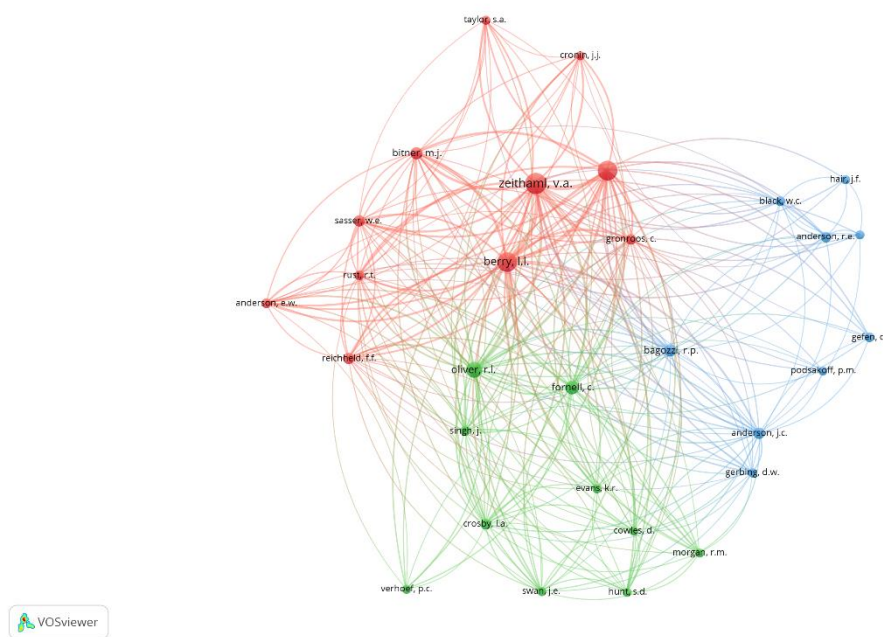 taylor, s.a.
cronin, j.j.
bitner, m.j.
zeithaml, v.a.
hair, j.f.
black, w.c.
sasser, w.e.
anderson, r.e.
gronroos, c.
berry, l.l.
rust, r.t.
anderson, e.w.
gefen, d
bagozzi, r.p.
reichheld, f.f.
oliver, r.l.
podsakoff, p.m.
fornell, c.
singh, j.
anderson, j.c.
gerbing, d.w.
evans, k.r.
crosby, l.a.
cowles, d.
morgan, r.m.
verhoef, p.c.
swan, j.e.
hunt, s.d.
VOSviewer